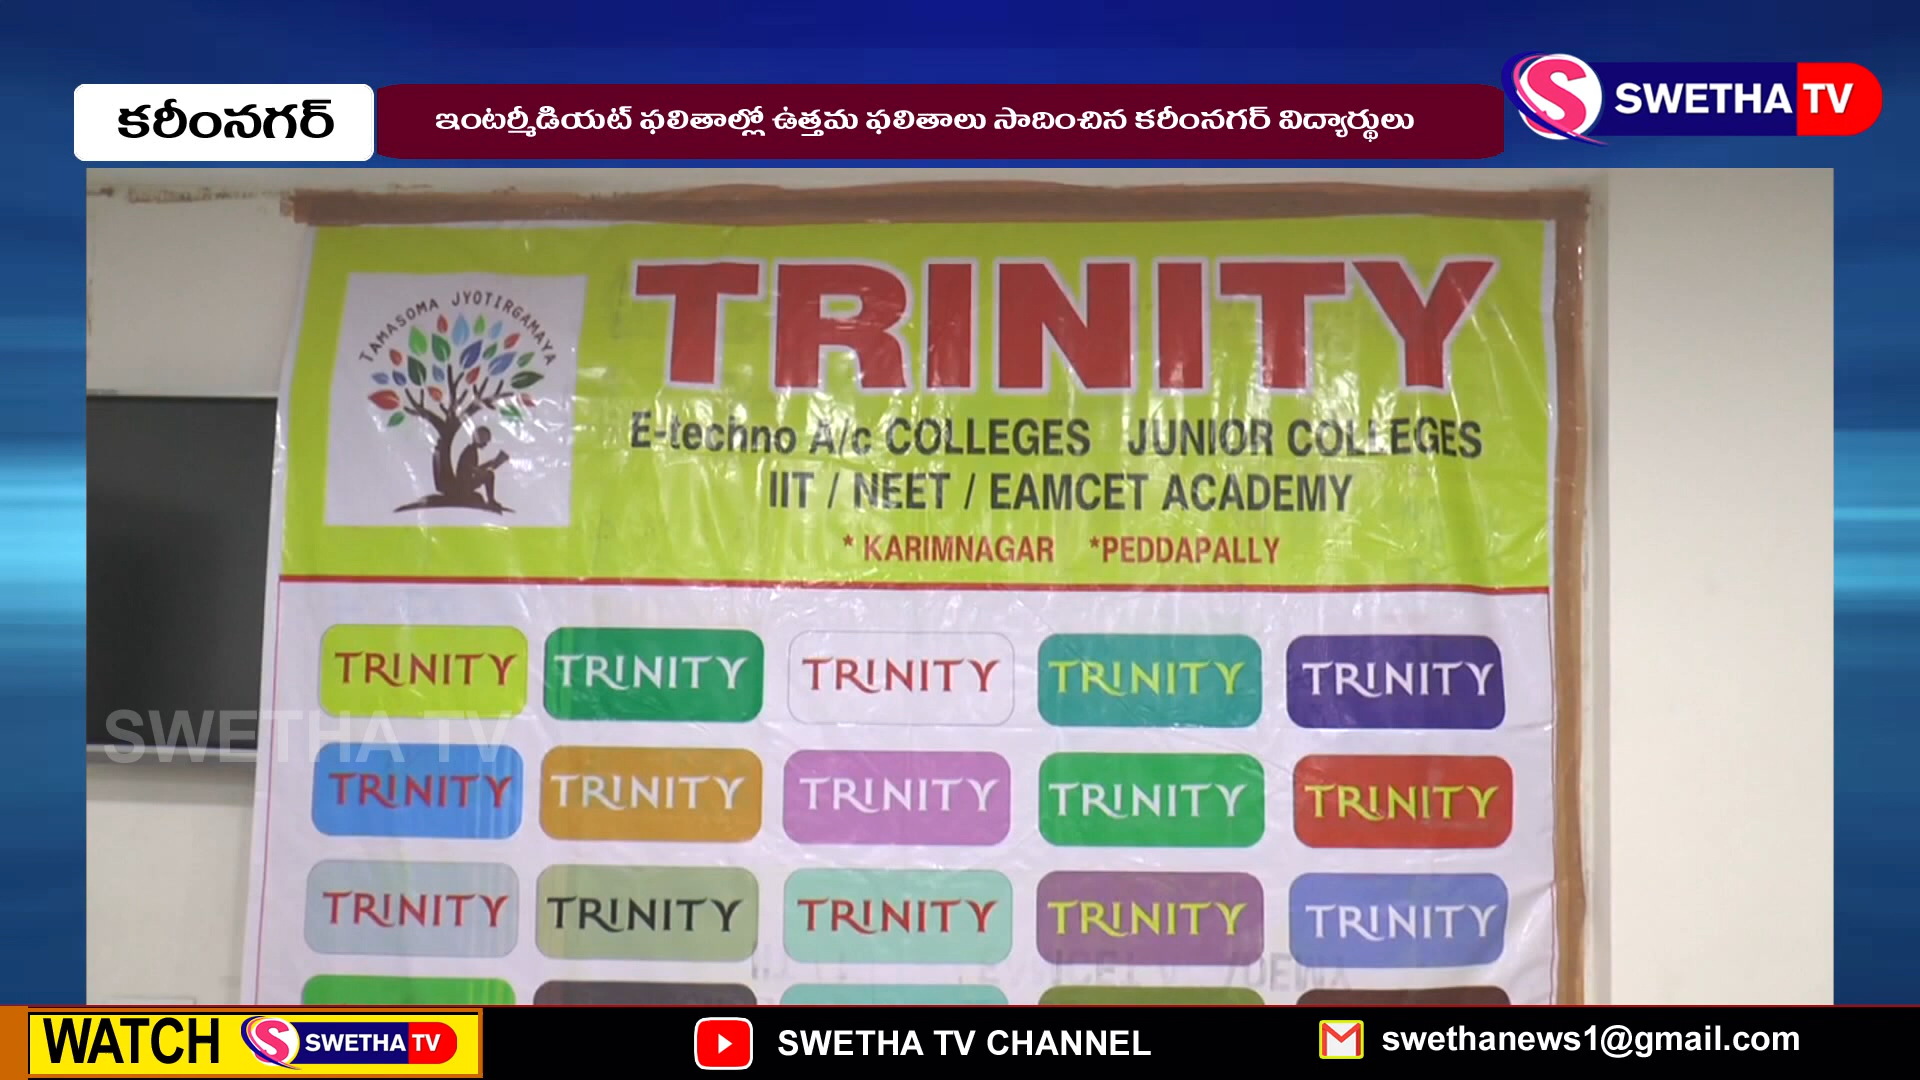 కరీంనగర్
ఇంటర్మీడియట్ ఫలితాల్లో ఉత్తమ ఫలితాలు సాదించిన కరీంనగర్ విద్యార్థులు
SWETHA TV
TAMASOMA JYOTIRGAMAYA
TRINITY
E-techno A/c COLLEGES JUNIOR COLLEGES
IIT / NEET / EAMCET ACADEMY
* KARIMNAGAR *PEDDAPALLY
TRINITY TRINITY TRINITY TRINITY TRINITY
SWETHA TV
TRINITY TRINITY TRINITY TRINITY TRINITY
TRINITY TRINITY TRINITY TRINITY TRINITY
WATCH SWETHA TV SWETHA TV CHANNEL swethanews1@gmail.com